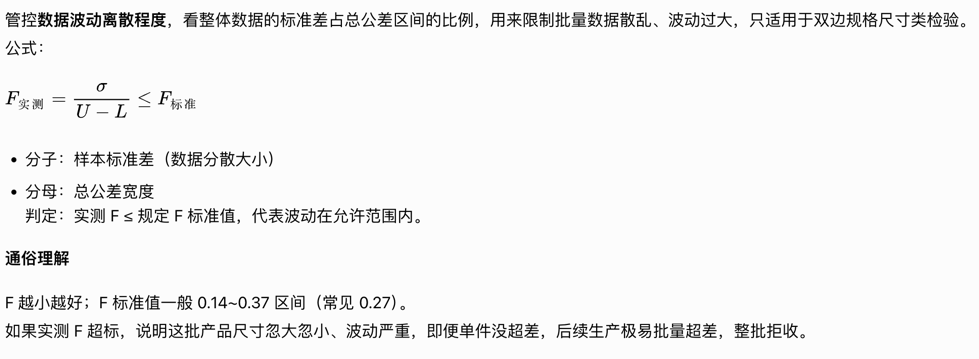 管控数据波动离散程度，看整体数据的标准差占总公差区间的比例，用来限制批量数据散乱、波动过大，只适用于双边规格尺寸类检验。
公式：
F实测 = σ / (U − L) ≤ F标准
• 分子：样本标准差（数据分散大小）
• 分母：总公差宽度
判定：实测 F ≤ 规定 F 标准值，代表波动在允许范围内。
通俗理解
F 越小越好；F 标准值一般 0.14~0.37 区间（常见 0.27）。
如果实测 F 超标，说明这批产品尺寸忽大忽小、波动严重，即便单件没超差，后续生产极易批量超差，整批拒收。